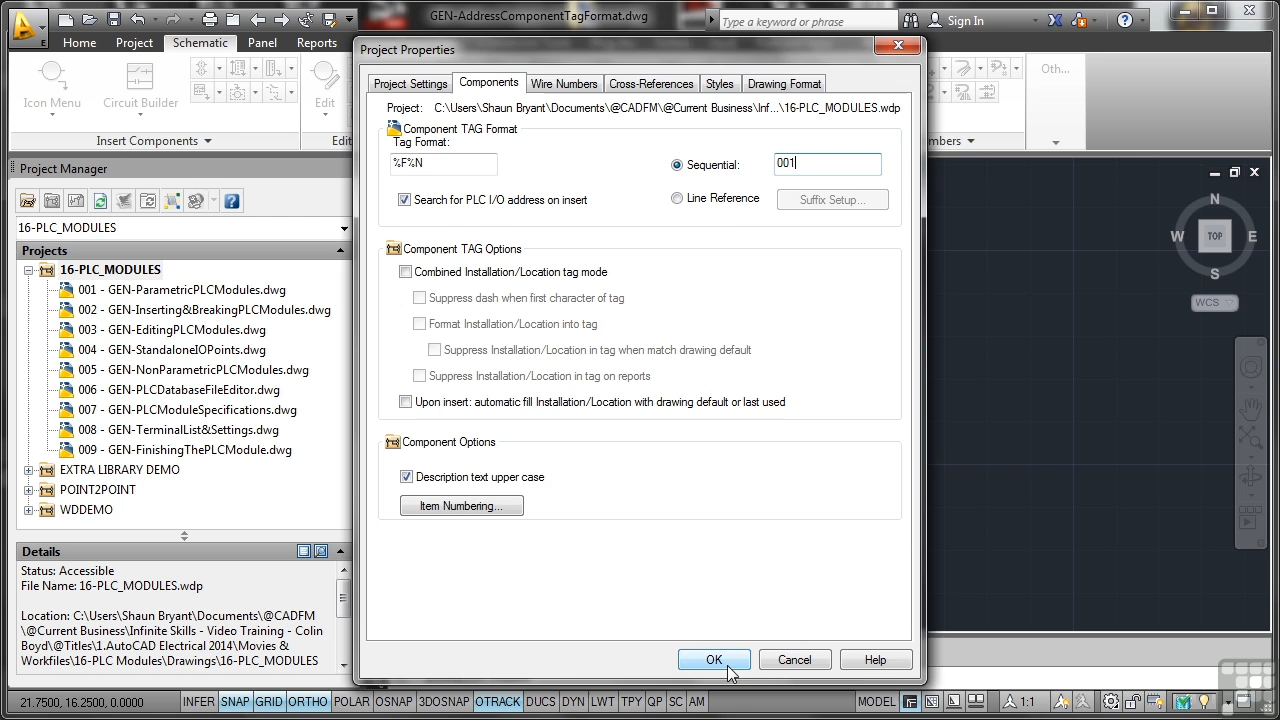 GEN-AddressComponentTagFormat.dwg
Type a keyword or phrase
Sign In
E
Home
Project
Schematic
Panel
Reports
Icon Menu
Circuit Builder
Edit
Insert Components
Edit
Oth...
umbers
Project Properties
Project Settings
Components
Wire Numbers
Cross-References
Styles
Drawing Format
Project: C:\Users\Shaun Bryant\Documents\@CADFM\@Current Business\Inf...\16-PLC_MODULES.wdp
Component TAG Format
Tag Format:
%F%N
Sequential:
001
Search for PLC I/O address on insert
Line Reference
Suffix Setup...
Component TAG Options
Combined Installation/Location tag mode
Suppress dash when first character of tag
Format Installation/Location into tag
Suppress Installation/Location in tag when match drawing default
Suppress Installation/Location in tag on reports
Upon insert: automatic fill Installation/Location with drawing default or last used
Component Options
Description text upper case
Item Numbering...
OK
Cancel
Help
Project Manager
16-PLC_MODULES
Projects
16-PLC_MODULES
001 - GEN-ParametricPLCModules.dwg
002 - GEN-Inserting&BreakingPLCModules.dwg
003 - GEN-EditingPLCModules.dwg
004 - GEN-StandaloneIOPoints.dwg
005 - GEN-NonParametricPLCModules.dwg
006 - GEN-PLCDatabaseFileEditor.dwg
007 - GEN-PLCModuleSpecifications.dwg
008 - GEN-TerminalList&Settings.dwg
009 - GEN-FinishingThePLCModule.dwg
EXTRA LIBRARY DEMO
POINT2POINT
WDDEMO
Details
Status: Accessible
File Name: 16-PLC_MODULES.wdp
Location: C:\Users\Shaun Bryant\Documents\@CADFM
\@Current Business\Infinite Skills - Video Training - Colin
Boyd\@Titles\1.AutoCAD Electrical 2014\Movies &
Workfiles\16-PLC Modules\Drawings\16-PLC_MODULES
N
W
TOP
E
S
WCS
21.7500, 16.2500, 0.0000
INFER
SNAP
GRID
ORTHO
POLAR
OSNAP
3DOSNAP
OTRACK
DUCS
DYN
LWT
TPY
QP
SC
AM
MODEL
1:1